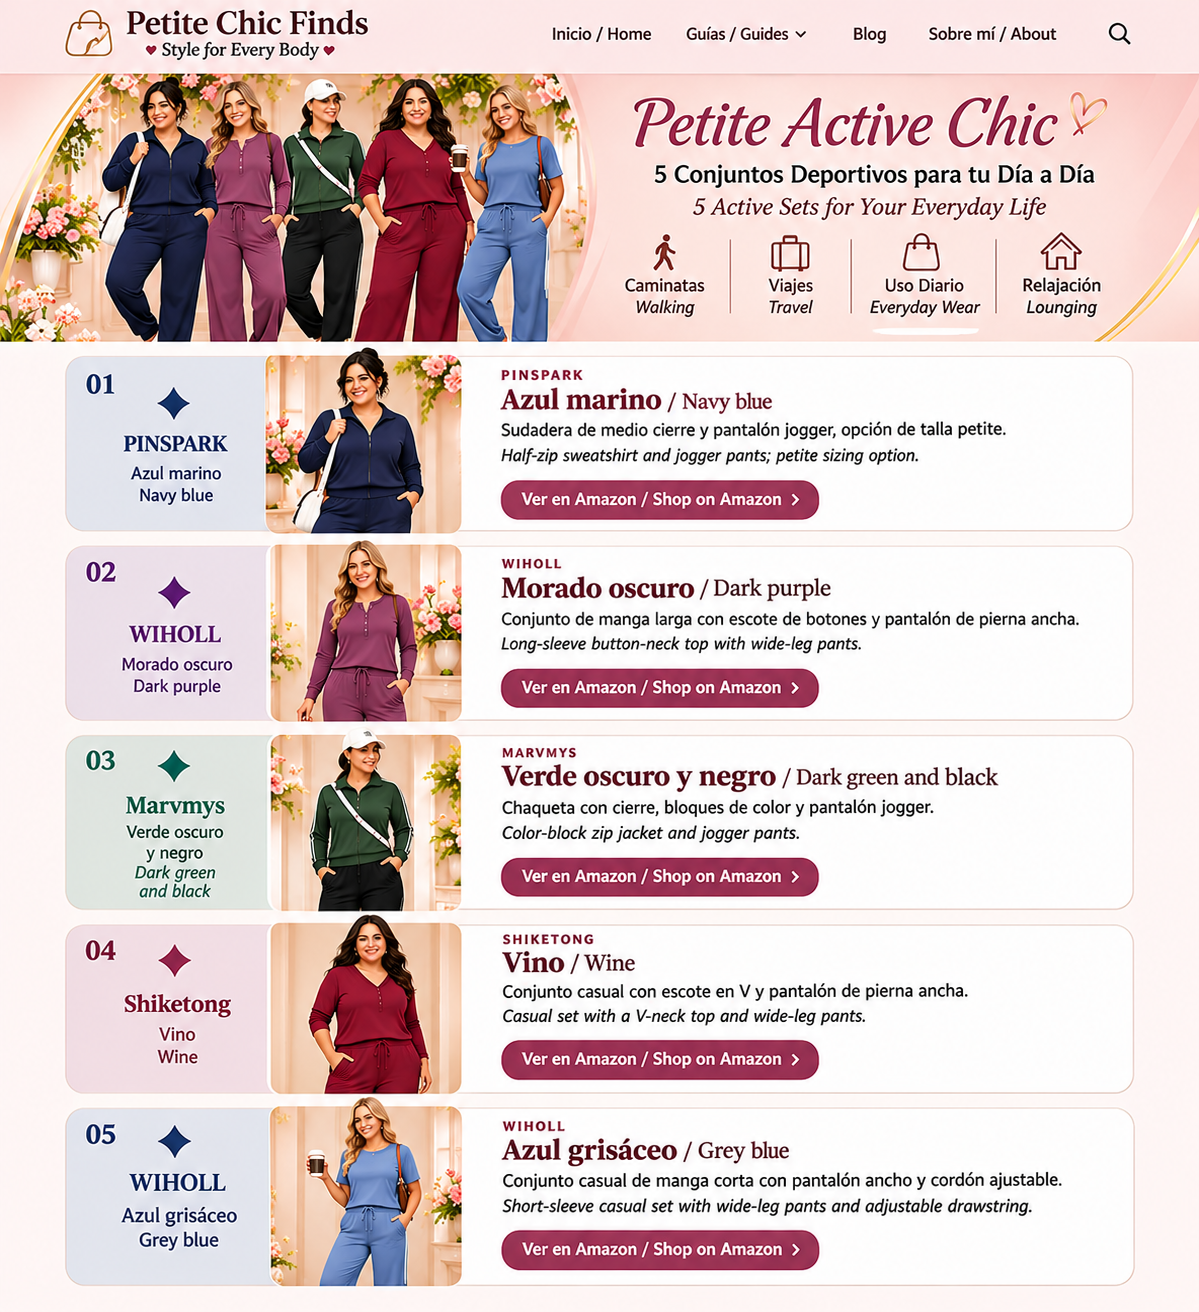 Petite Chic Finds
Style for Every Body
Inicio / Home
Guías / Guides
Blog
Sobre mí / About
Petite Active Chic
5 Conjuntos Deportivos para tu Día a Día
5 Active Sets for Your Everyday Life
Caminatas
Walking
Viajes
Travel
Uso Diario
Everyday Wear
Relajación
Lounging
01
PINSPARK
Azul marino
Navy blue
PINSPARK
Azul marino / Navy blue
Sudadera de medio cierre y pantalón jogger, opción de talla petite.
Half-zip sweatshirt and jogger pants; petite sizing option.
Ver en Amazon / Shop on Amazon
02
WIHOLL
Morado oscuro
Dark purple
WIHOLL
Morado oscuro / Dark purple
Conjunto de manga larga con escote de botones y pantalón de pierna ancha.
Long-sleeve button-neck top with wide-leg pants.
Ver en Amazon / Shop on Amazon
03
Marvmys
Verde oscuro
y negro
Dark green
and black
MARVMYS
Verde oscuro y negro / Dark green and black
Chaqueta con cierre, bloques de color y pantalón jogger.
Color-block zip jacket and jogger pants.
Ver en Amazon / Shop on Amazon
04
Shiketong
Vino
Wine
SHIKETONG
Vino / Wine
Conjunto casual con escote en V y pantalón de pierna ancha.
Casual set with a V-neck top and wide-leg pants.
Ver en Amazon / Shop on Amazon
05
WIHOLL
Azul grisáceo
Grey blue
WIHOLL
Azul grisáceo / Grey blue
Conjunto casual de manga corta con pantalón ancho y cordón ajustable.
Short-sleeve casual set with wide-leg pants and adjustable drawstring.
Ver en Amazon / Shop on Amazon